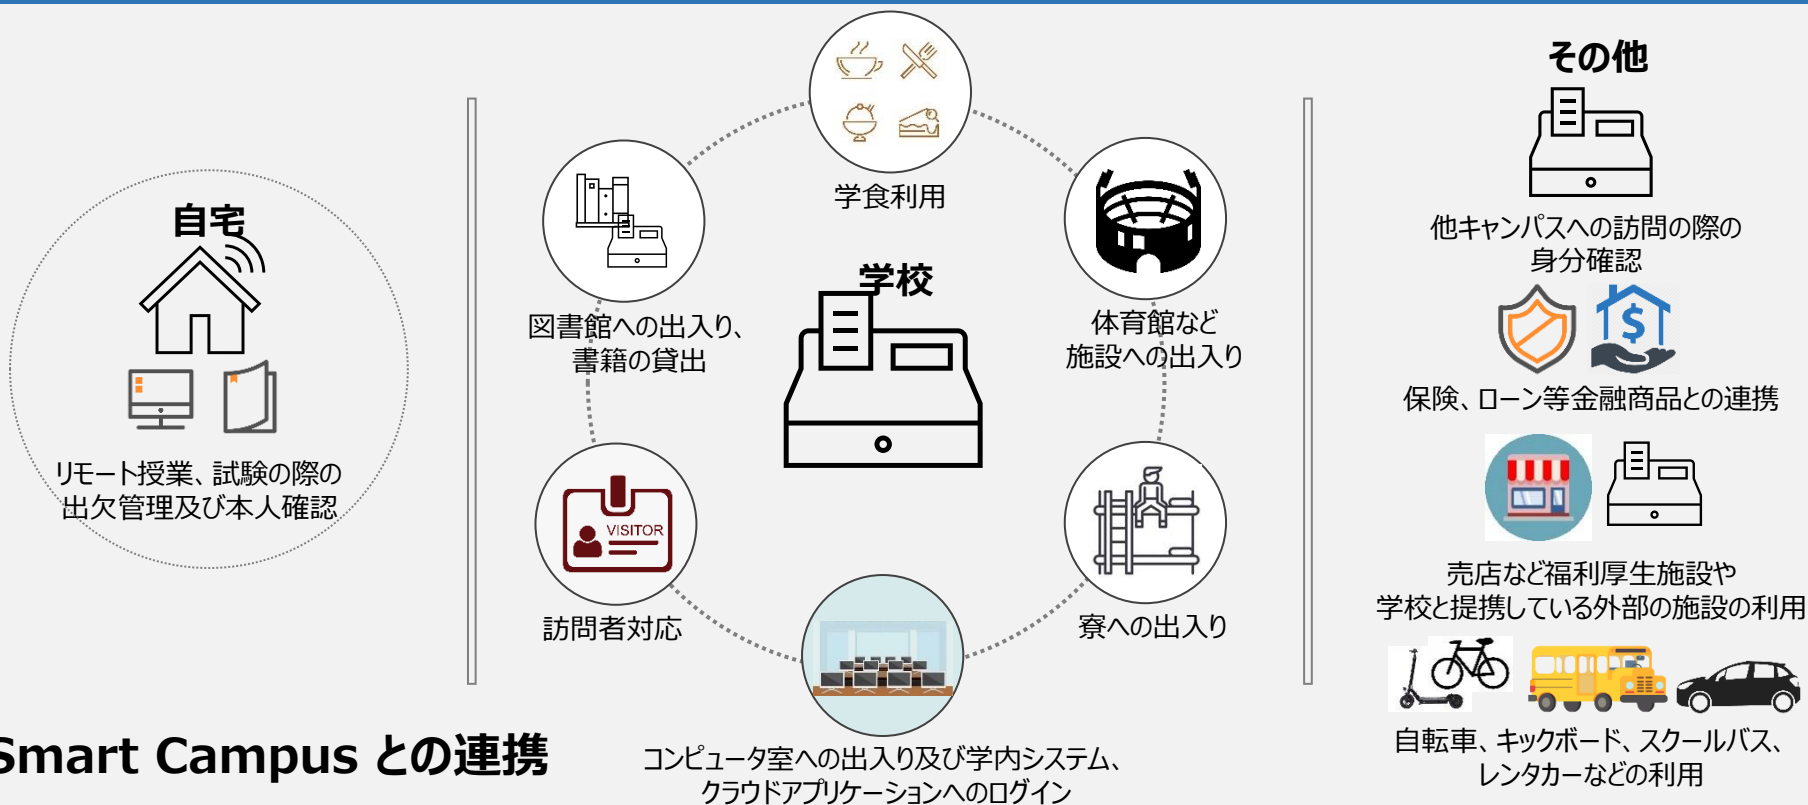 自宅
リモート授業、試験の際の
出欠管理及び本人確認
学食利用
図書館への出入り、
書籍の貸出
学校
体育館など
施設への出入り
VISITOR
訪問者対応
寮への出入り
コンピュータ室への出入り及び学内システム、
クラウドアプリケーションへのログイン
その他
他キャンパスへの訪問の際の
身分確認
$
保険、ローン等金融商品との連携
売店など福利厚生施設や
学校と提携している外部の施設の利用
自転車、キックボード、スクールバス、
レンタカーなどの利用
Smart Campus との連携